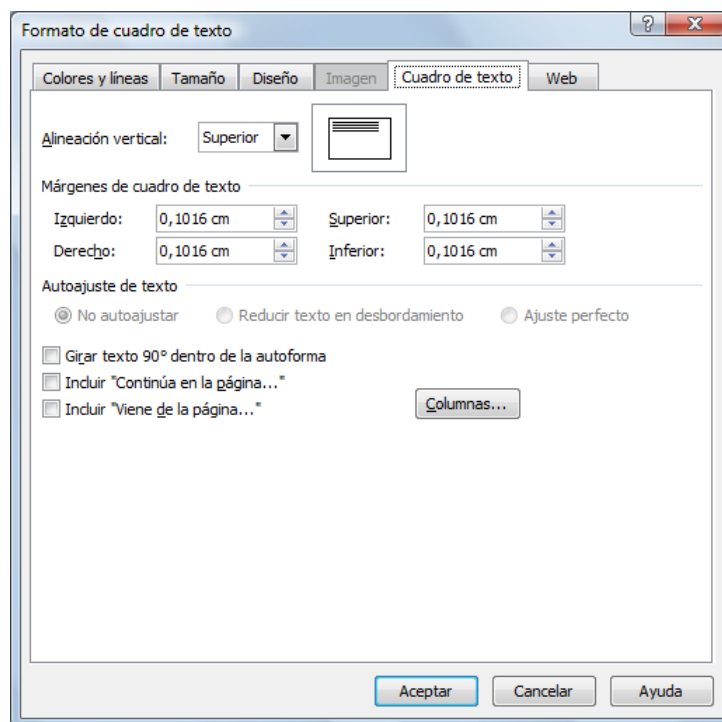 Formato de cuadro de texto
Colores y líneas Tamaño Diseño Imagen Cuadro de texto Web
Alineación vertical: Superior
Márgenes de cuadro de texto
Izquierdo: 0,1016 cm Superior: 0,1016 cm
Derecho: 0,1016 cm Inferior: 0,1016 cm
Autoajuste de texto
No autoajustar Reducir texto en desbordamiento Ajuste perfecto
Girar texto 90° dentro de la autoforma
Incluir "Continúa en la página..."
Incluir "Viene de la página..." Columnas...
Aceptar Cancelar Ayuda